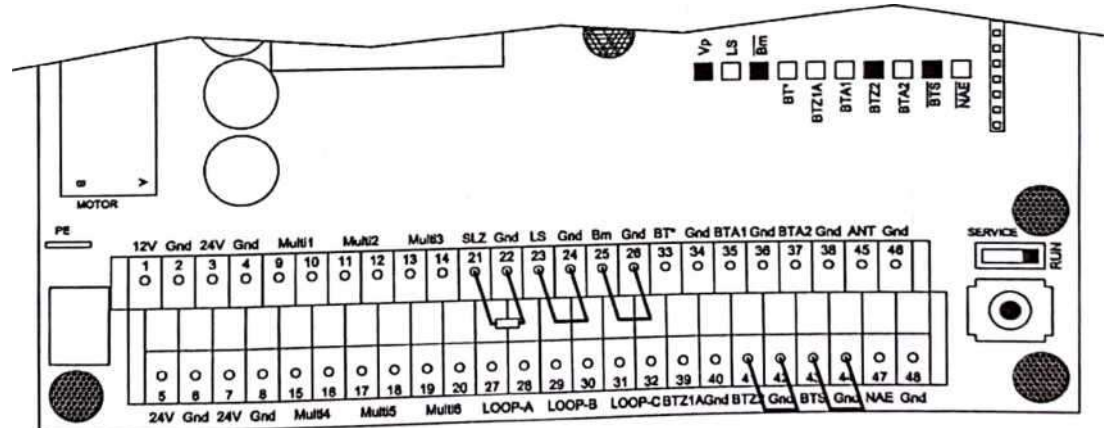 Vp LS Bm BT* BTZ1A BTA1 BTZ2 BTA2 BTS NAE
B A
MOTOR
PE
SERVICE
RUN
12V Gnd 24V Gnd Multi1 Multi2 Multi3 SLZ Gnd LS Gnd Bm Gnd BT* Gnd BTA1 Gnd BTA2 Gnd ANT Gnd
1 2 3 4 9 10 11 12 13 14 21 22 23 24 25 26 33 34 35 36 37 38 45 46
5 6 7 8 15 16 17 18 19 20 27 28 29 30 31 32 39 40 4 42 43 44 47 48
24V Gnd 24V Gnd Multi4 Multi5 Multi6 LOOP-A LOOP-B LOOP-C BTZ1A Gnd BTZ2 Gnd BTS Gnd NAE Gnd